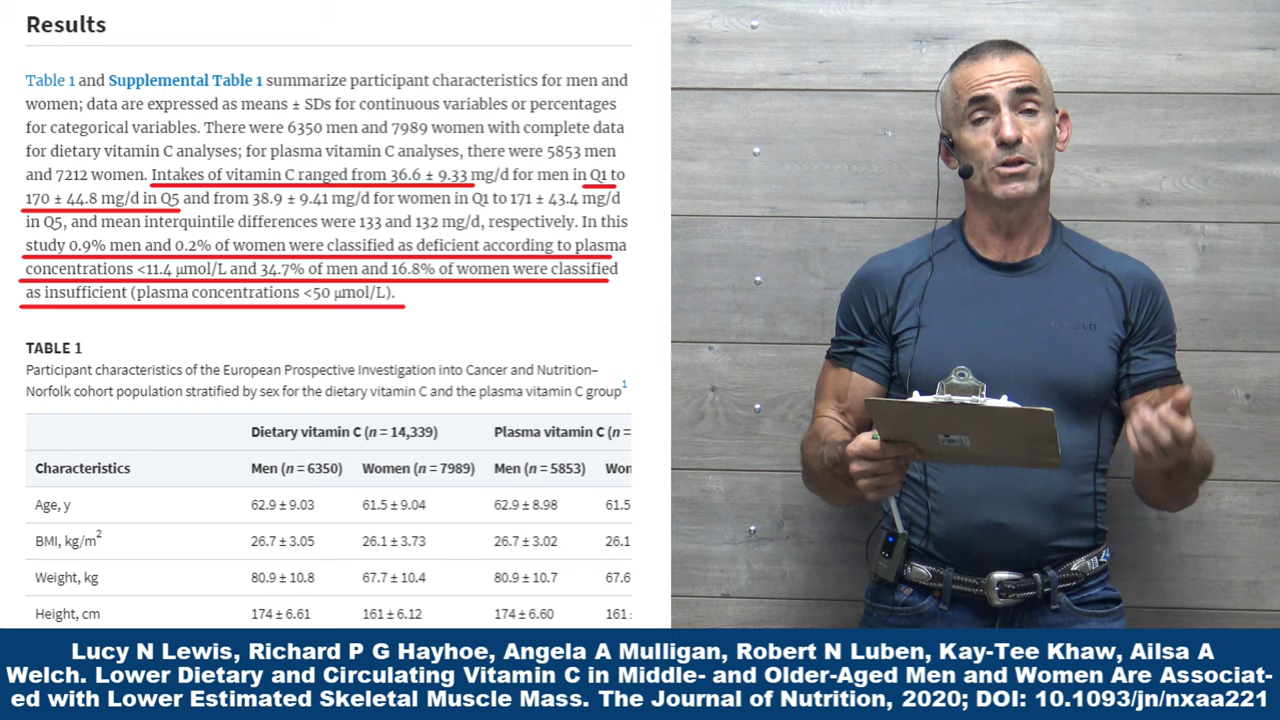 Results
Table 1 and Supplemental Table 1 summarize participant characteristics for men and
women; data are expressed as means ± SDs for continuous variables or percentages
for categorical variables. There were 6350 men and 7989 women with complete data
for dietary vitamin C analyses; for plasma vitamin C analyses, there were 5853 men
and 7212 women. Intakes of vitamin C ranged from 36.6 ± 9.33 mg/d for men in Q1 to
170 ± 44.8 mg/d in Q5 and from 38.9 ± 9.41 mg/d for women in Q1 to 171 ± 43.4 mg/d
in Q5, and mean interquintile differences were 133 and 132 mg/d, respectively. In this
study 0.9% men and 0.2% of women were classified as deficient according to plasma
concentrations <11.4 μmol/L and 34.7% of men and 16.8% of women were classified
as insufficient (plasma concentrations <50 μmol/L).
TABLE 1
Participant characteristics of the European Prospective Investigation into Cancer and Nutrition–
Norfolk cohort population stratified by sex for the dietary vitamin C and the plasma vitamin C group1
Dietary vitamin C (n = 14,339) Plasma vitamin C (n =
Characteristics Men (n = 6350) Women (n = 7989) Men (n = 5853) Won
Age, y 62.9 ± 9.03 61.5 ± 9.04 62.9 ± 8.98 61.5
BMI, kg/m2 26.7 ± 3.05 26.1 ± 3.73 26.7 ± 3.02 26.1
Weight, kg 80.9 ± 10.8 67.7 ± 10.4 80.9 ± 10.7 67.6
Height, cm 174 ± 6.61 161 ± 6.12 174 ± 6.60 161
Lucy N Lewis, Richard P G Hayhoe, Angela A Mulligan, Robert N Luben, Kay-Tee Khaw, Ailsa A
Welch. Lower Dietary and Circulating Vitamin C in Middle- and Older-Aged Men and Women Are Associat-
ed with Lower Estimated Skeletal Muscle Mass. The Journal of Nutrition, 2020; DOI: 10.1093/jn/nxaa221